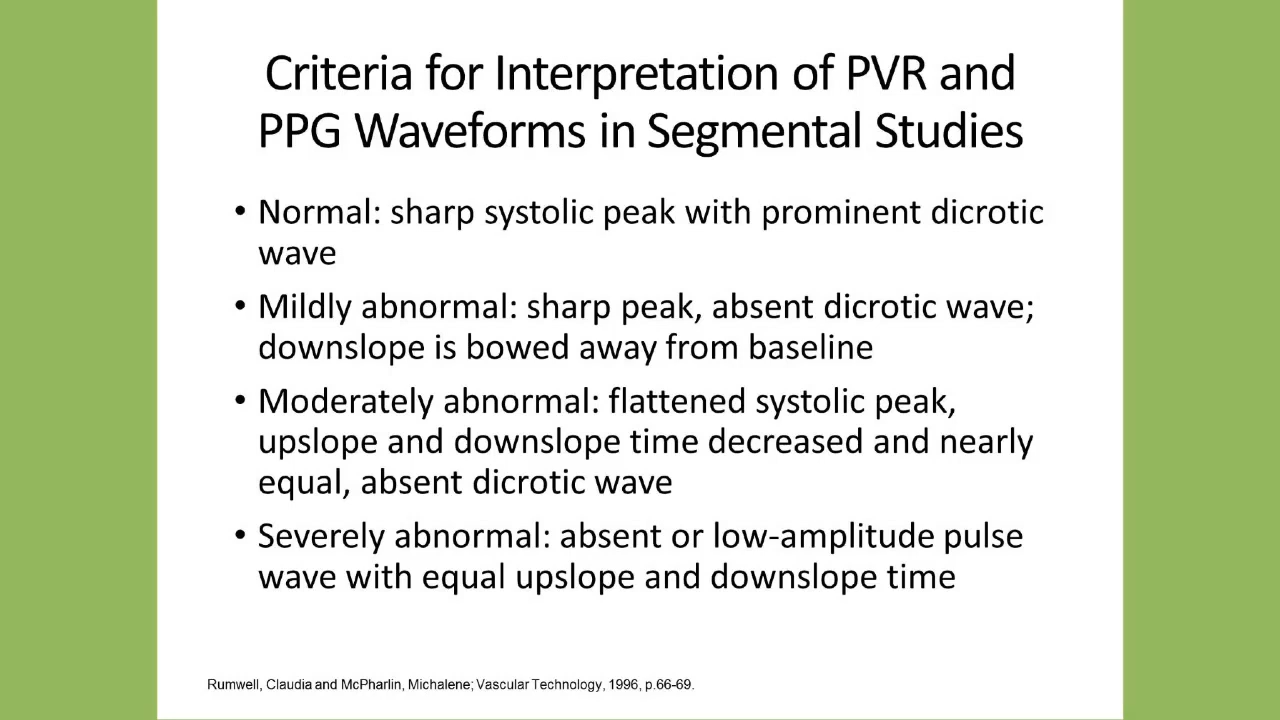 Criteria for Interpretation of PVR and
PPG Waveforms in Segmental Studies
• Normal: sharp systolic peak with prominent dicrotic
wave
• Mildly abnormal: sharp peak, absent dicrotic wave;
downslope is bowed away from baseline
• Moderately abnormal: flattened systolic peak,
upslope and downslope time decreased and nearly
equal, absent dicrotic wave
• Severely abnormal: absent or low-amplitude pulse
wave with equal upslope and downslope time
Rumwell, Claudia and McPharlin, Michalene; Vascular Technology, 1996, p.66-69.